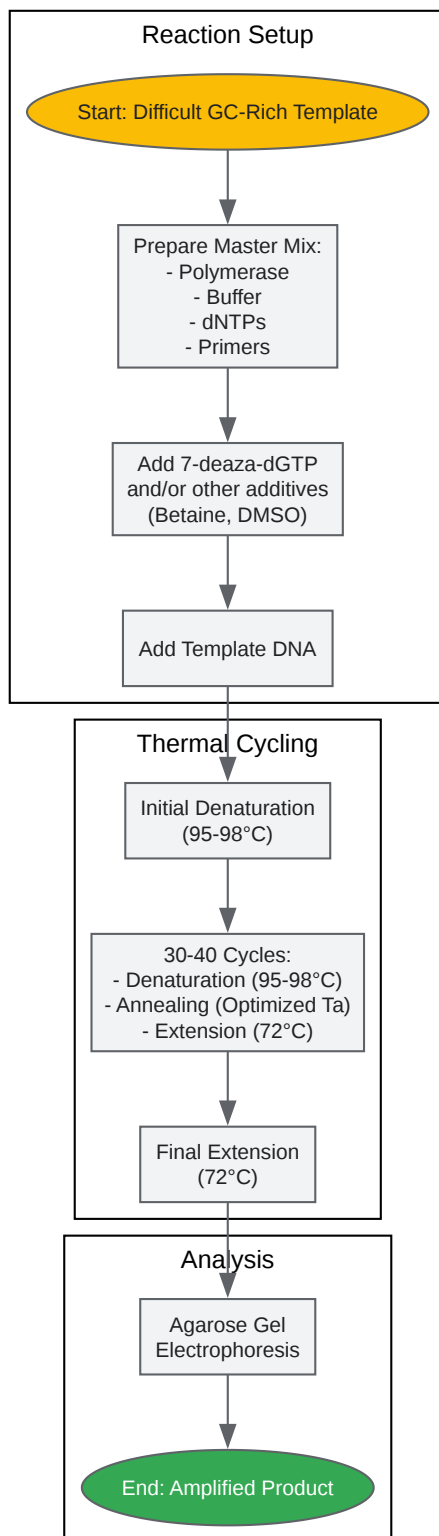 Reaction Setup
Start: Difficult GC-Rich Template
Prepare Master Mix:
- Polymerase
- Buffer
- dNTPs
- Primers
Add 7-deaza-dGTP
and/or other additives
(Betaine, DMSO)
Add Template DNA
Thermal Cycling
Initial Denaturation
(95-98°C)
30-40 Cycles:
- Denaturation (95-98°C)
- Annealing (Optimized Ta)
- Extension (72°C)
Final Extension
(72°C)
Analysis
Agarose Gel
Electrophoresis
End: Amplified Product